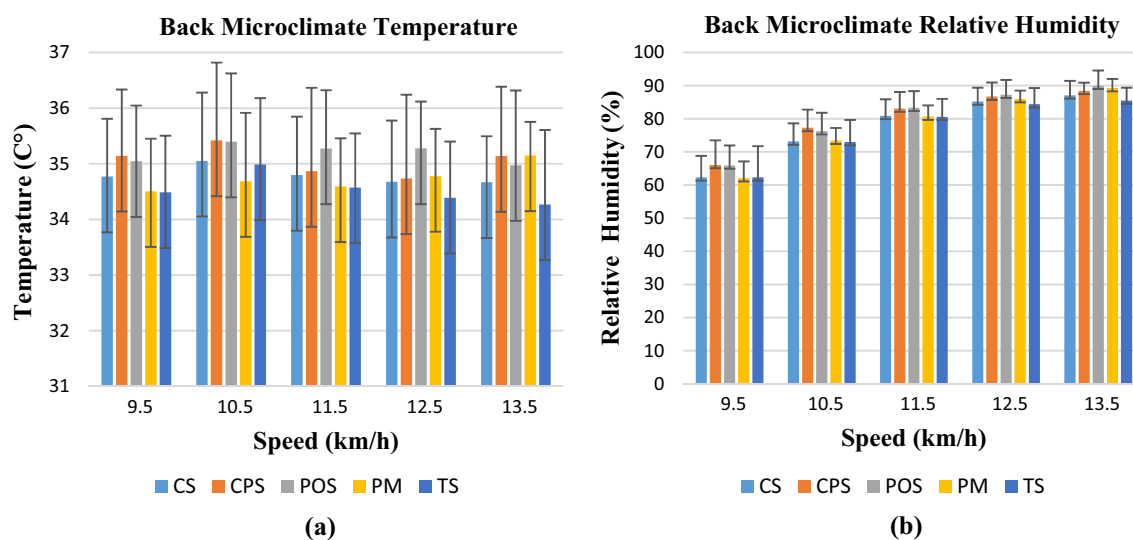 Back Microclimate Temperature
37
36
35
34
33
32
31
Temperature (C°)
9.5 10.5 11.5 12.5 13.5
Speed (km/h)
CS CPS POS PM TS
(a)
Back Microclimate Relative Humidity
100
90
80
70
60
50
40
30
20
10
0
Relative Humidity (%)
9.5 10.5 11.5 12.5 13.5
Speed (km/h)
CS CPS POS PM TS
(b)